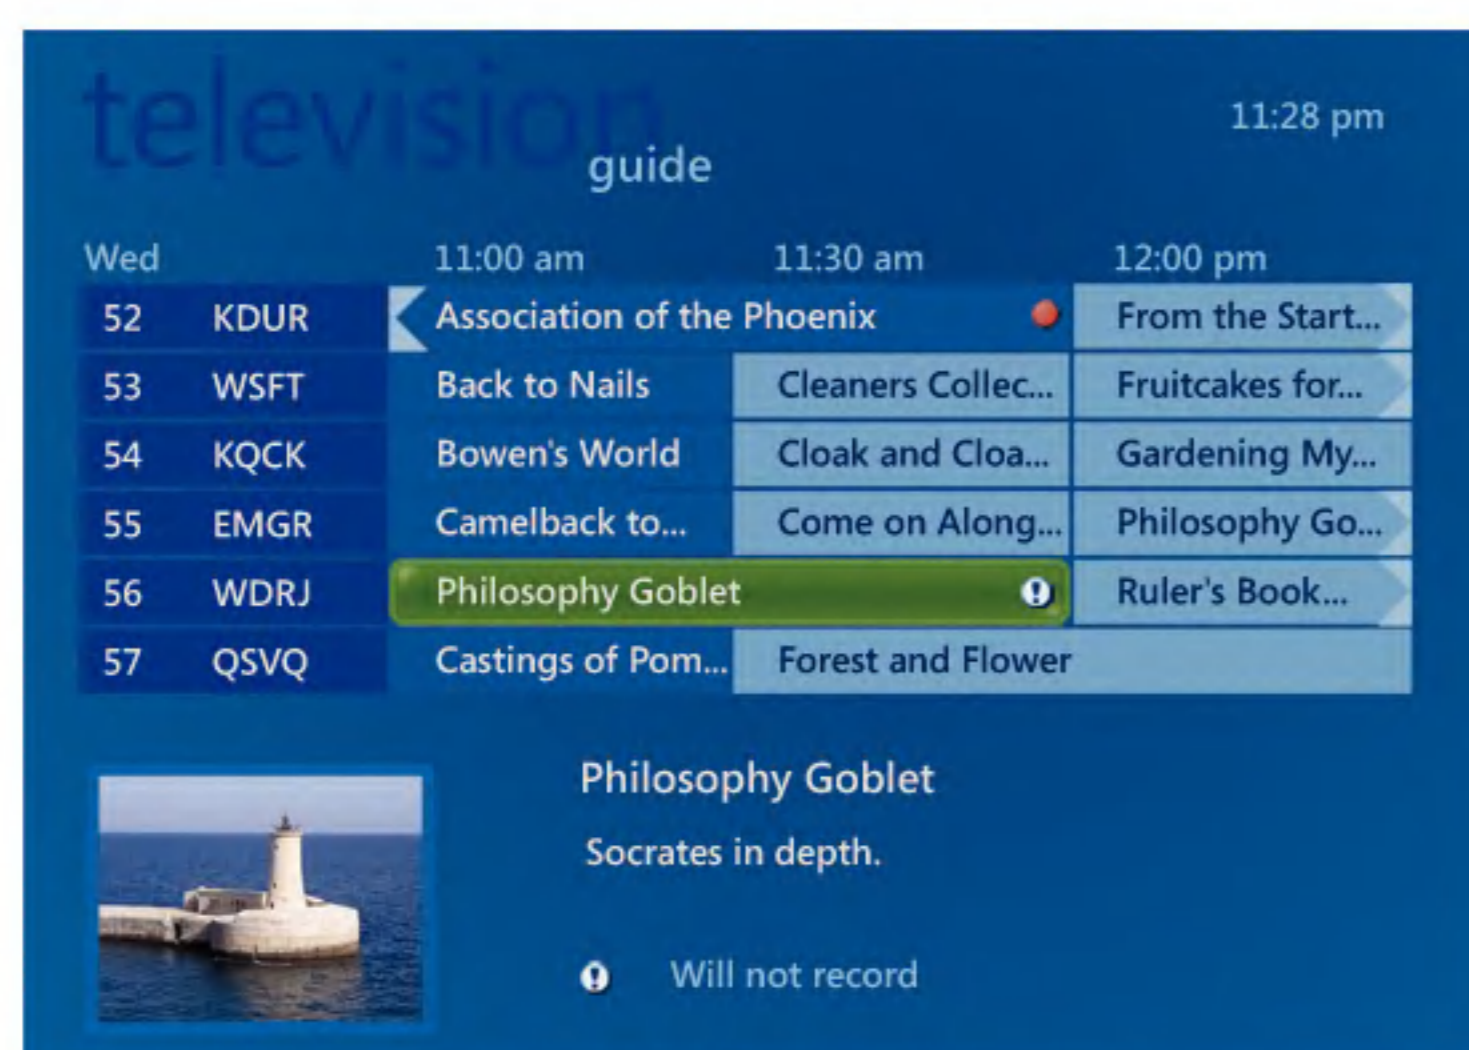 television
11:28 pm
guide
Wed 11:00 am 11:30 am 12:00 pm
52 KDUR Association of the Phoenix From the Start...
53 WSFT Back to Nails Cleaners Collec... Fruitcakes for...
54 KQCK Bowen's World Cloak and Cloa... Gardening My...
55 EMGR Camelback to... Come on Along... Philosophy Go...
56 WDRJ Philosophy Goblet Ruler's Book...
57 QSVQ Castings of Pom... Forest and Flower
Philosophy Goblet
Socrates in depth.
Will not record